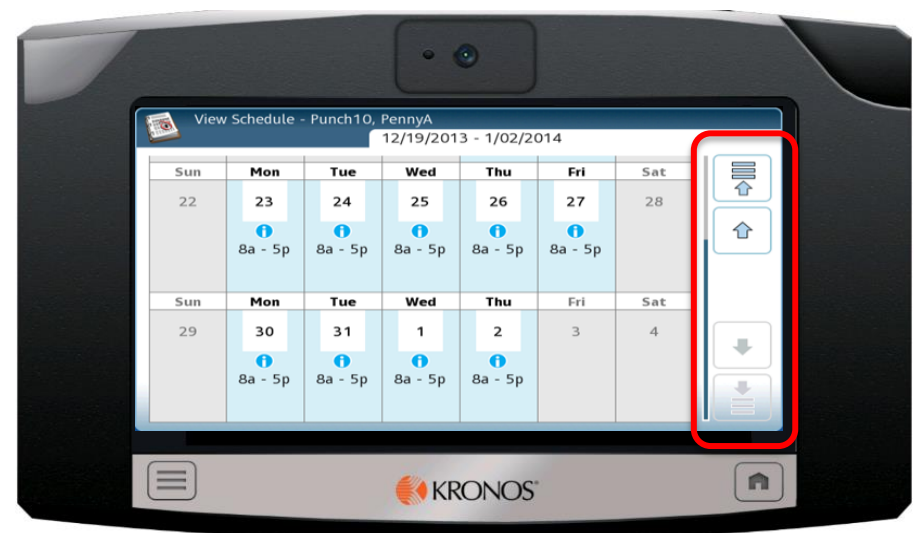 View Schedule - Punch10, PennyA
12/19/2013 - 1/02/2014
Sun Mon Tue Wed Thu Fri Sat
22 23 24 25 26 27 28
8a - 5p 8a - 5p 8a - 5p 8a - 5p 8a - 5p
Sun Mon Tue Wed Thu Fri Sat
29 30 31 1 2 3 4
8a - 5p 8a - 5p 8a - 5p 8a - 5p
KRONOS